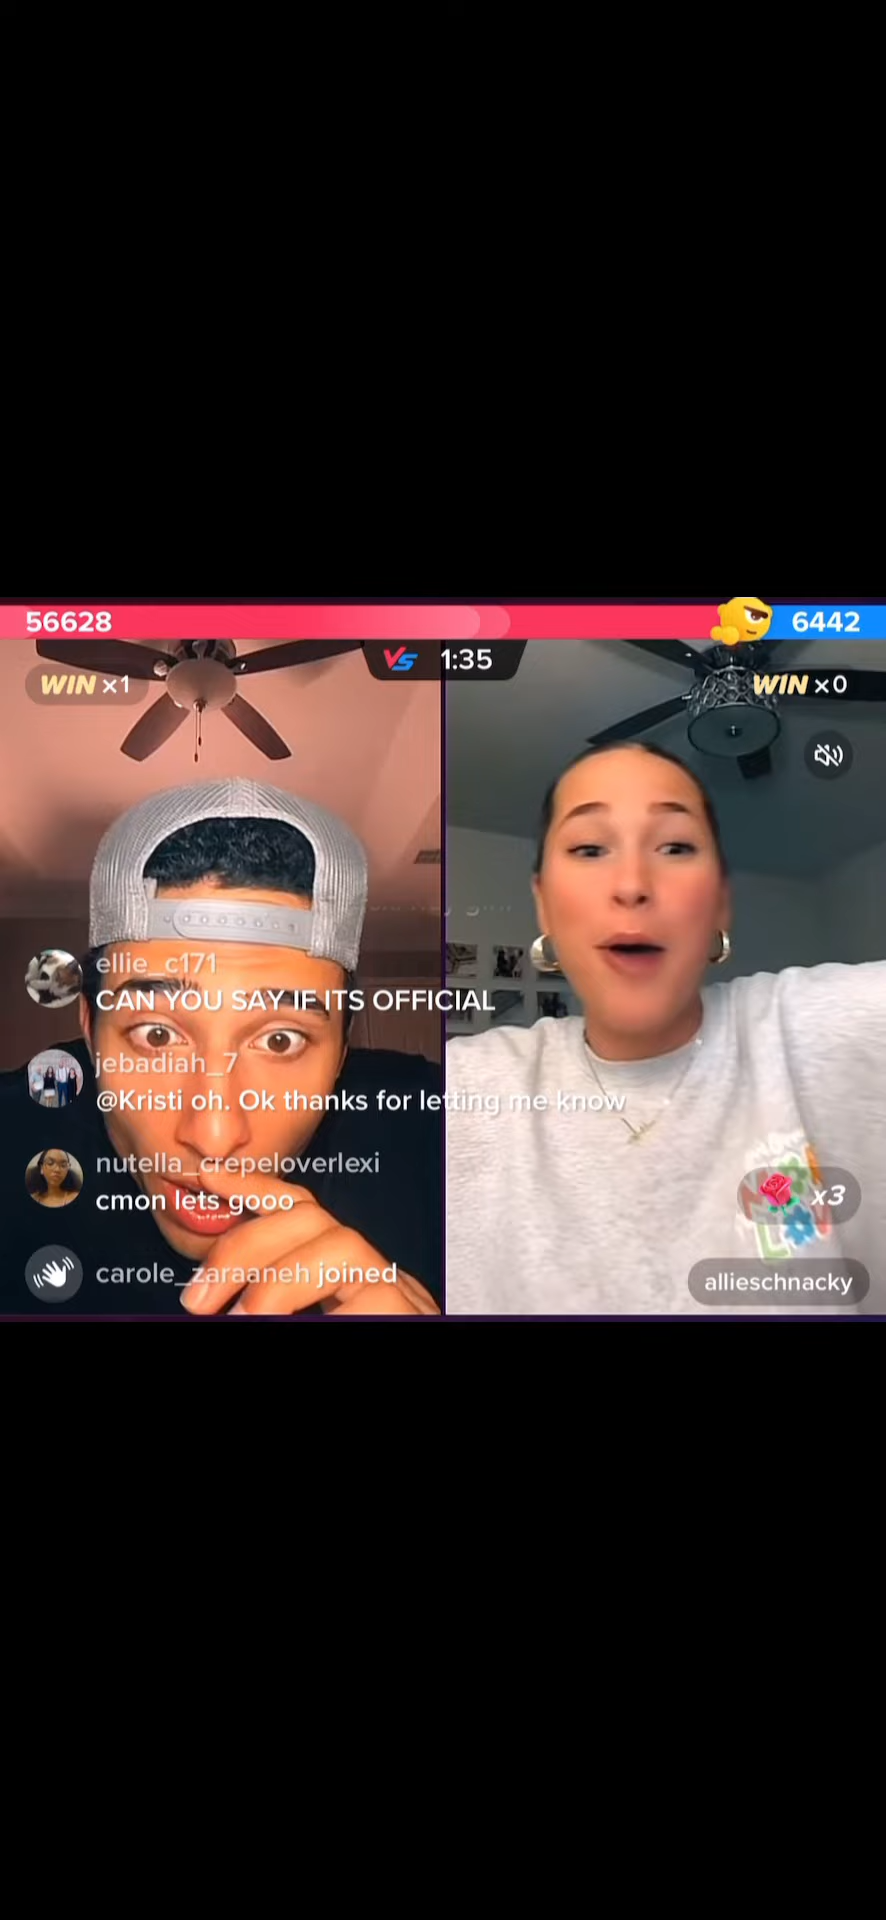 56628
6442
VS 1:35
WIN x1
WIN x0
ellie_c171
CAN YOU SAY IF ITS OFFICIAL
jebadiah_7
@Kristi oh. Ok thanks for letting me know
nutella_crepeloverlexi
cmon lets gooo
x3
carole_zaraaneh joined
allieschnacky